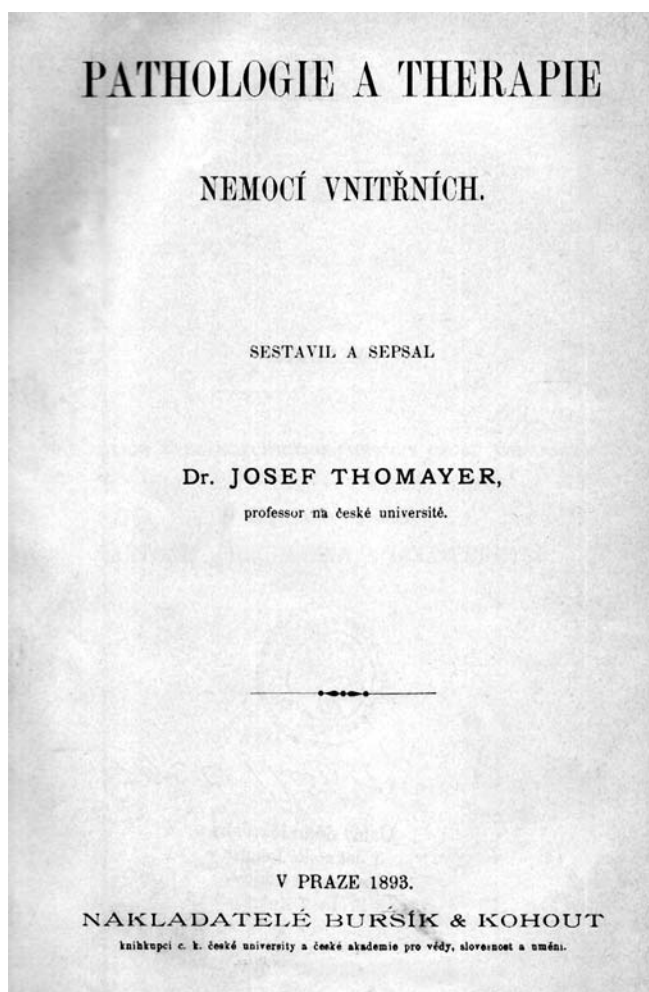 PATHOLOGIE A THERAPIE
NEMOCÍ VNITŘNÍCH.
SESTAVIL A SEPSAL
Dr. JOSEF THOMAYER,
professor na české universitě.
V PRAZE 1893.
NAKLADATELÉ BURSÍK & KOHOUT
knihkupci c. k. české university a české akademie pro vědy, slovesnost a umění.